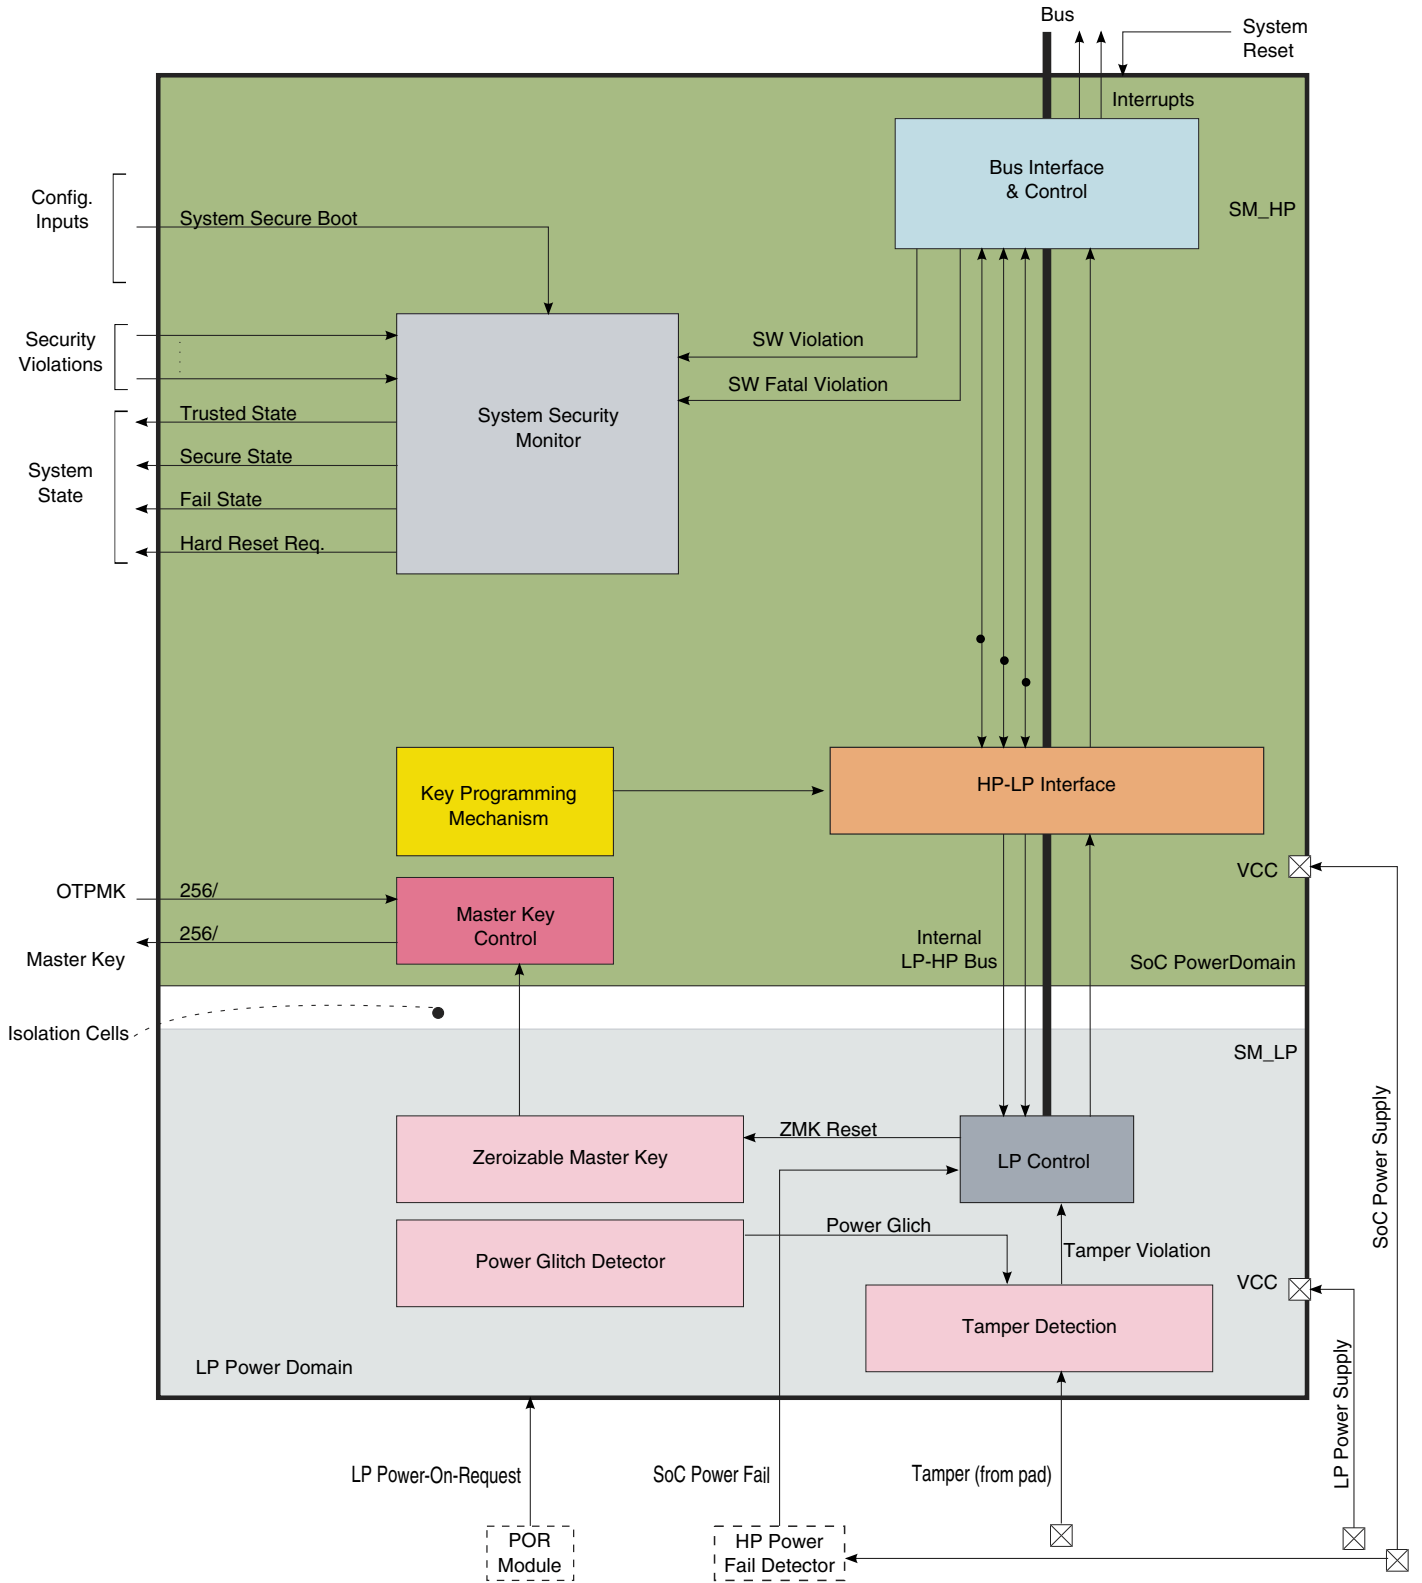 Bus
System
Reset
Interrupts
Bus Interface
& Control
SM_HP
Config.
Inputs
System Secure Boot
Security
Violations
SW Violation
SW Fatal Violation
System Security
Monitor
System
State
Trusted State
Secure State
Fail State
Hard Reset Req.
Key Programming
Mechanism
HP-LP Interface
VCC
OTPMK
256/
Master Key
Control
256/
Master Key
Internal
LP-HP Bus
SoC PowerDomain
Isolation Cells
SM_LP
ZMK Reset
Zeroizable Master Key
LP Control
Power Glich
Power Glitch Detector
Tamper Violation
VCC
Tamper Detection
LP Power Domain
SoC Power Supply
LP Power Supply
LP Power-On-Request
SoC Power Fail
Tamper (from pad)
POR
Module
HP Power
Fail Detector